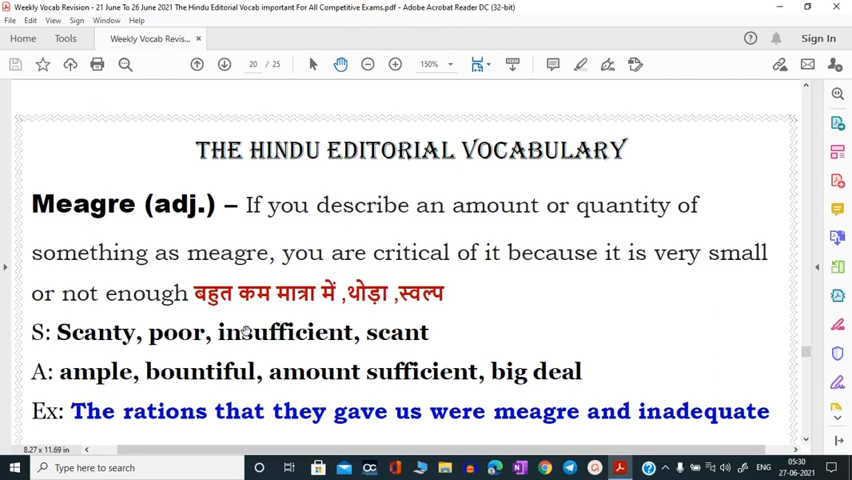 Weekly Vocab Revision - 21 June To 26 June 2021 The Hindu Editorial Vocab important For All Competitive Exams.pdf - Adobe Acrobat Reader DC (32-bit)
File Edit View Sign Window Help
Home Tools Weekly Vocab Revis... × Sign In
20 / 25 150%
THE HINDU EDITORIAL VOCABULARY
Meagre (adj.) – If you describe an amount or quantity of
something as meagre, you are critical of it because it is very small
or not enough बहुत कम मात्रा में ,थोड़ा ,स्वल्प
S: Scanty, poor, insufficient, scant
A: ample, bountiful, amount sufficient, big deal
Ex: The rations that they gave us were meagre and inadequate
8.27 x 11.69 in
Type here to search
ENG
05:30
27-06-2021